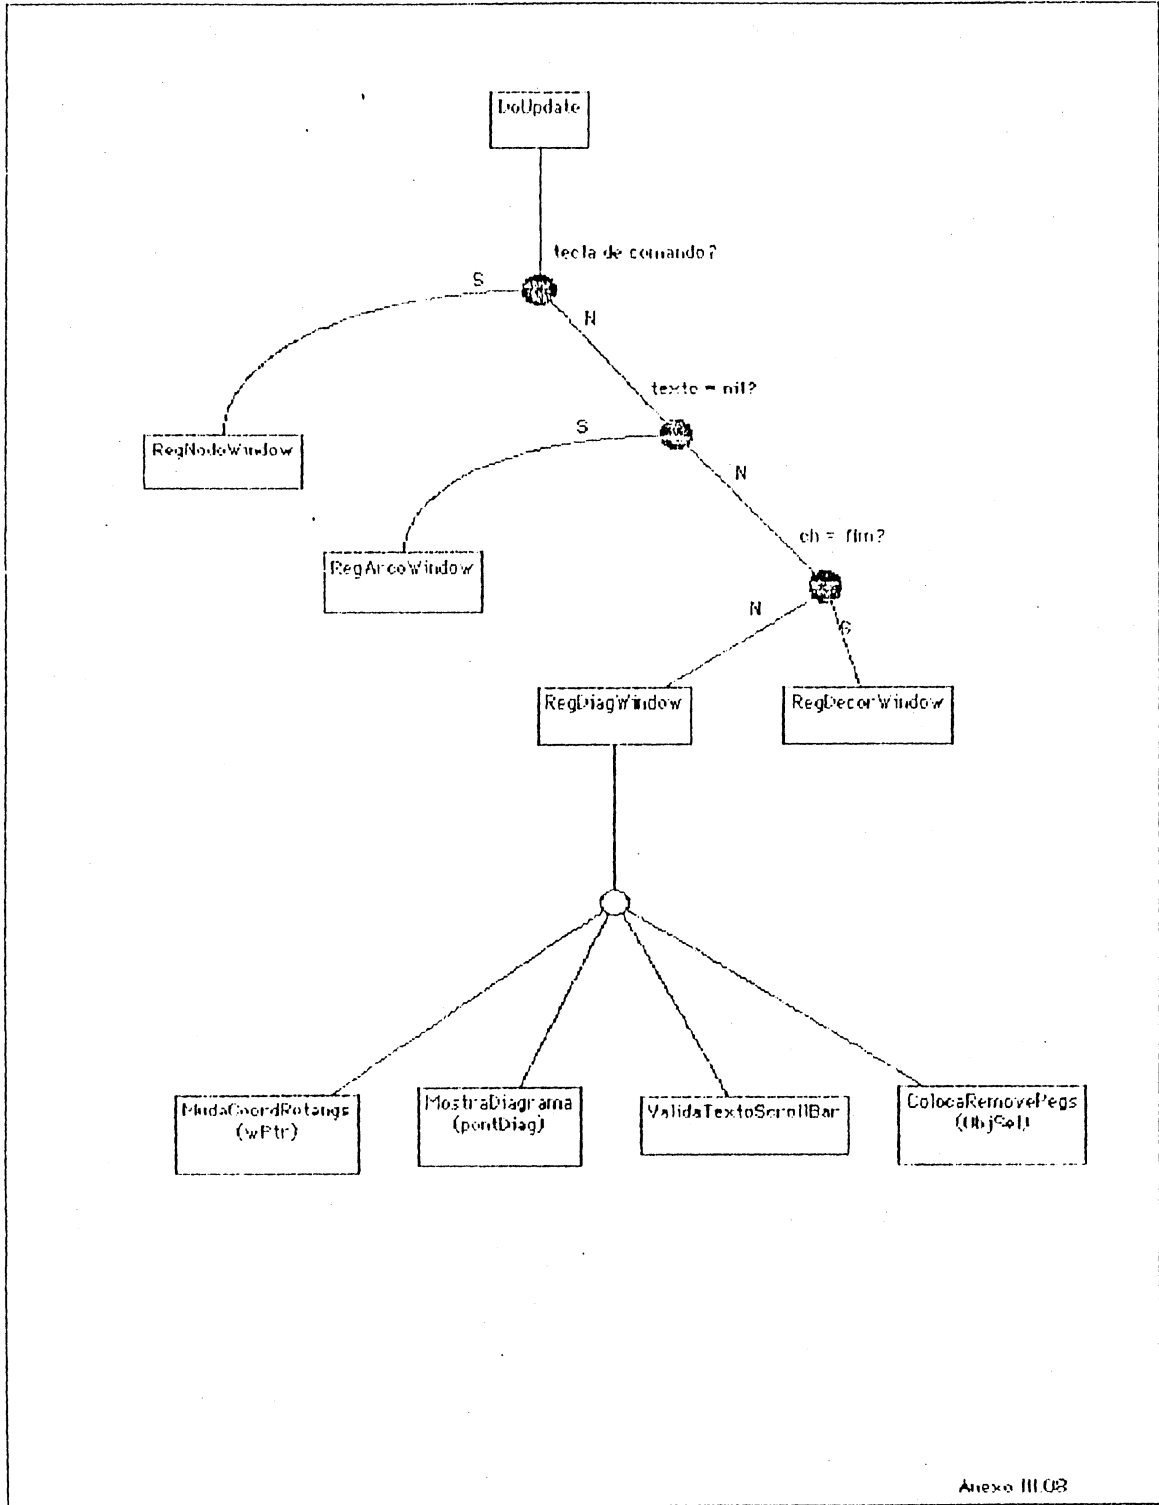 DoUpdate
tecla de comando?
S
N
texto = nil?
S
RegNodoWindow
N
ch = fim?
RegArcoWindow
N
S
RegDiagWindow
RegDecorWindow
MudaCoordRetangs
(wPtr)
MostraDiagrama
(pontDiag)
ValidaTextoScrollBar
ColocaRemovePegs
(ObjSel)
Anexo III.08